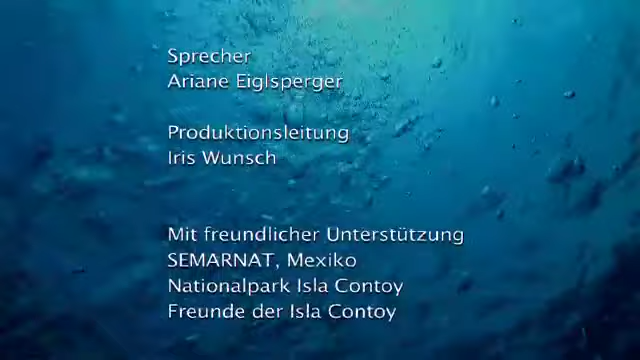 Sprecher
Ariane Eiglsperger
Produktionsleitung
Iris Wunsch
Mit freundlicher Unterstützung
SEMARNAT, Mexiko
Nationalpark Isla Contoy
Freunde der Isla Contoy